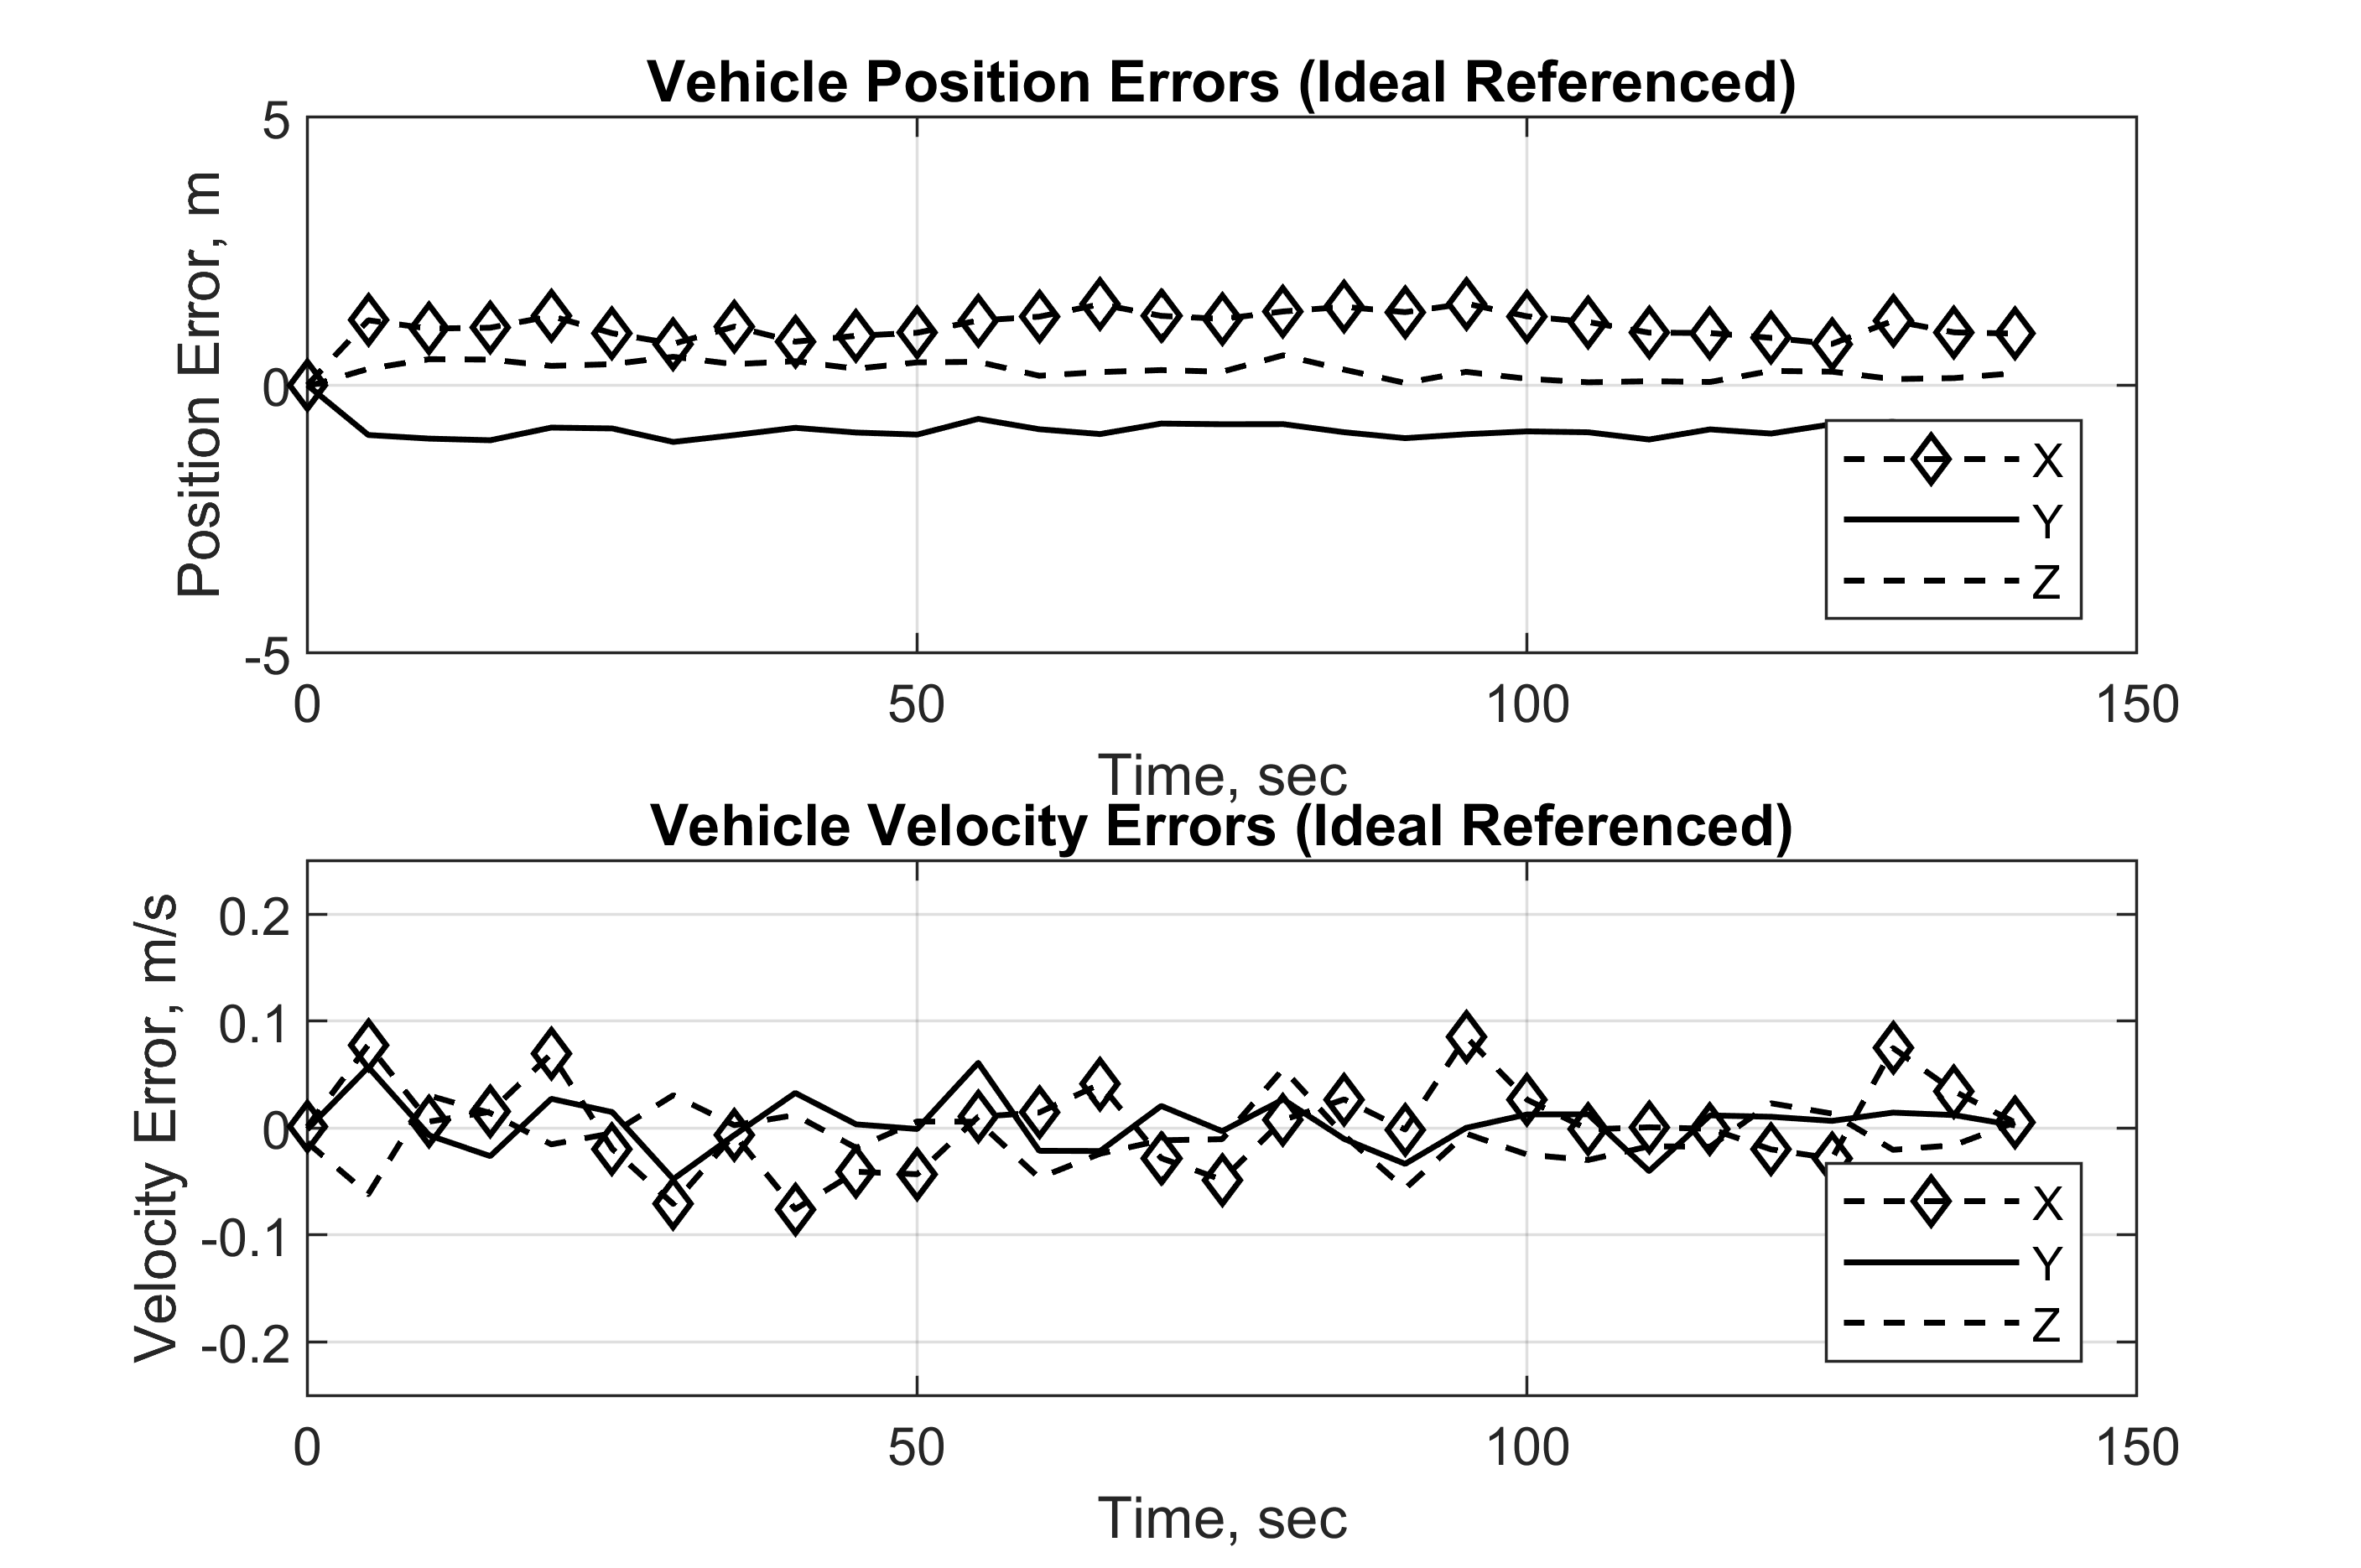 Vehicle Position Errors (Ideal Referenced)
5
0
-5
Position Error, m
X
Y
Z
0 50 100 150
Time, sec
Vehicle Velocity Errors (Ideal Referenced)
0.2
0.1
0
-0.1
-0.2
Velocity Error, m/s
X
Y
Z
0 50 100 150
Time, sec